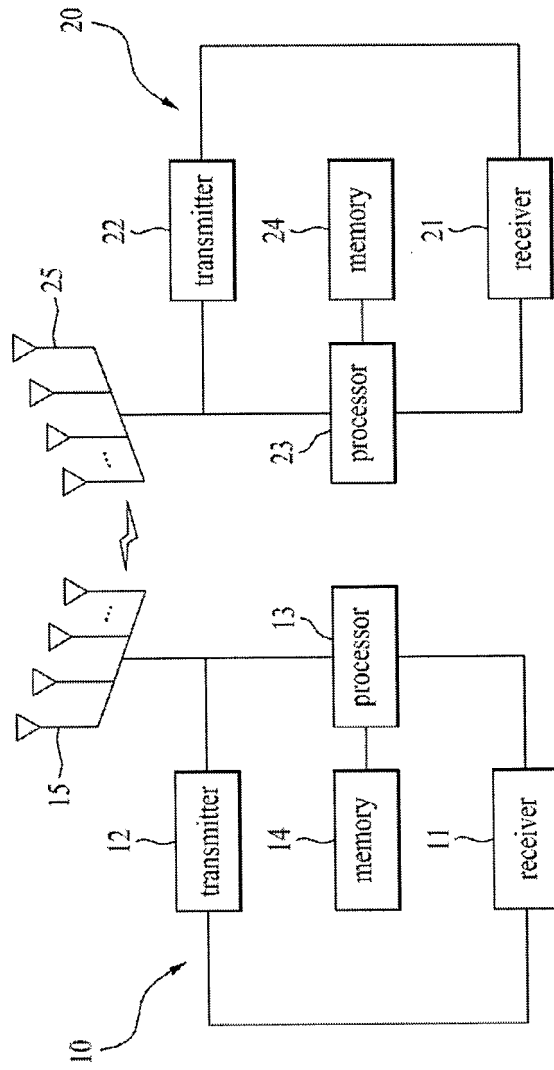 10
20
15
25
...
...
12
transmitter
22
transmitter
14
memory
13
processor
23
processor
24
memory
11
receiver
21
receiver